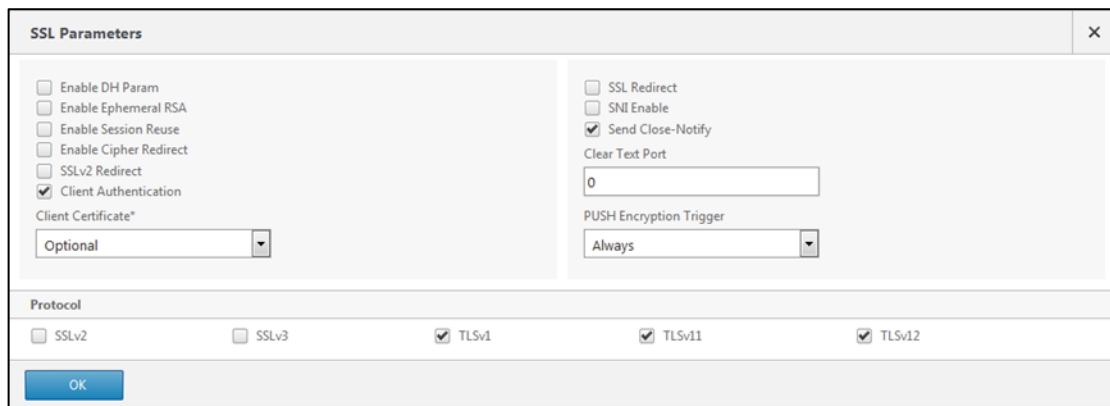 SSL Parameters
Enable DH Param
Enable Ephemeral RSA
Enable Session Reuse
Enable Cipher Redirect
SSLv2 Redirect
Client Authentication
Client Certificate*
Optional
SSL Redirect
SNI Enable
Send Close-Notify
Clear Text Port
0
PUSH Encryption Trigger
Always
Protocol
SSLv2 SSLv3 TLSv1 TLSv11 TLSv12
OK